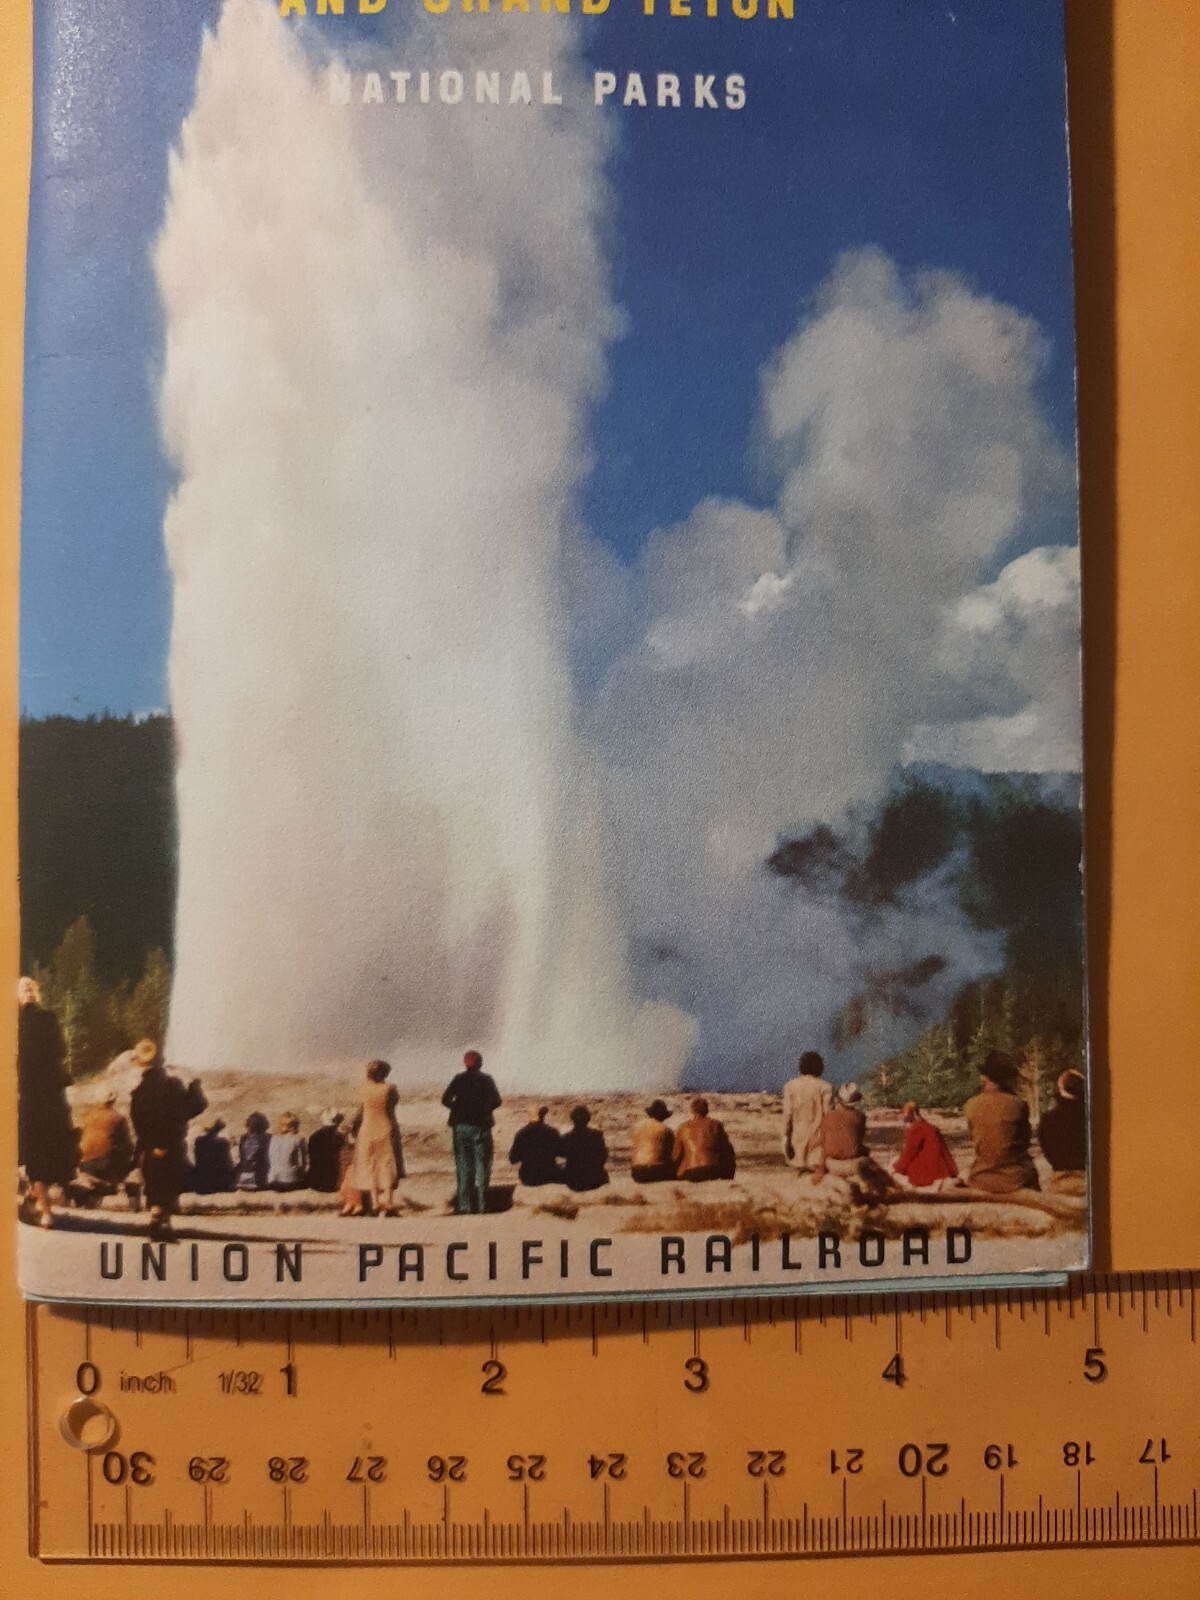 AND GRAND TETON
NATIONAL PARKS
UNION PACIFIC RAILROAD
0 inch 1/32 1 2 3 4 5
30 29 28 27 26 25 24 23 22 21 20 19 18 17